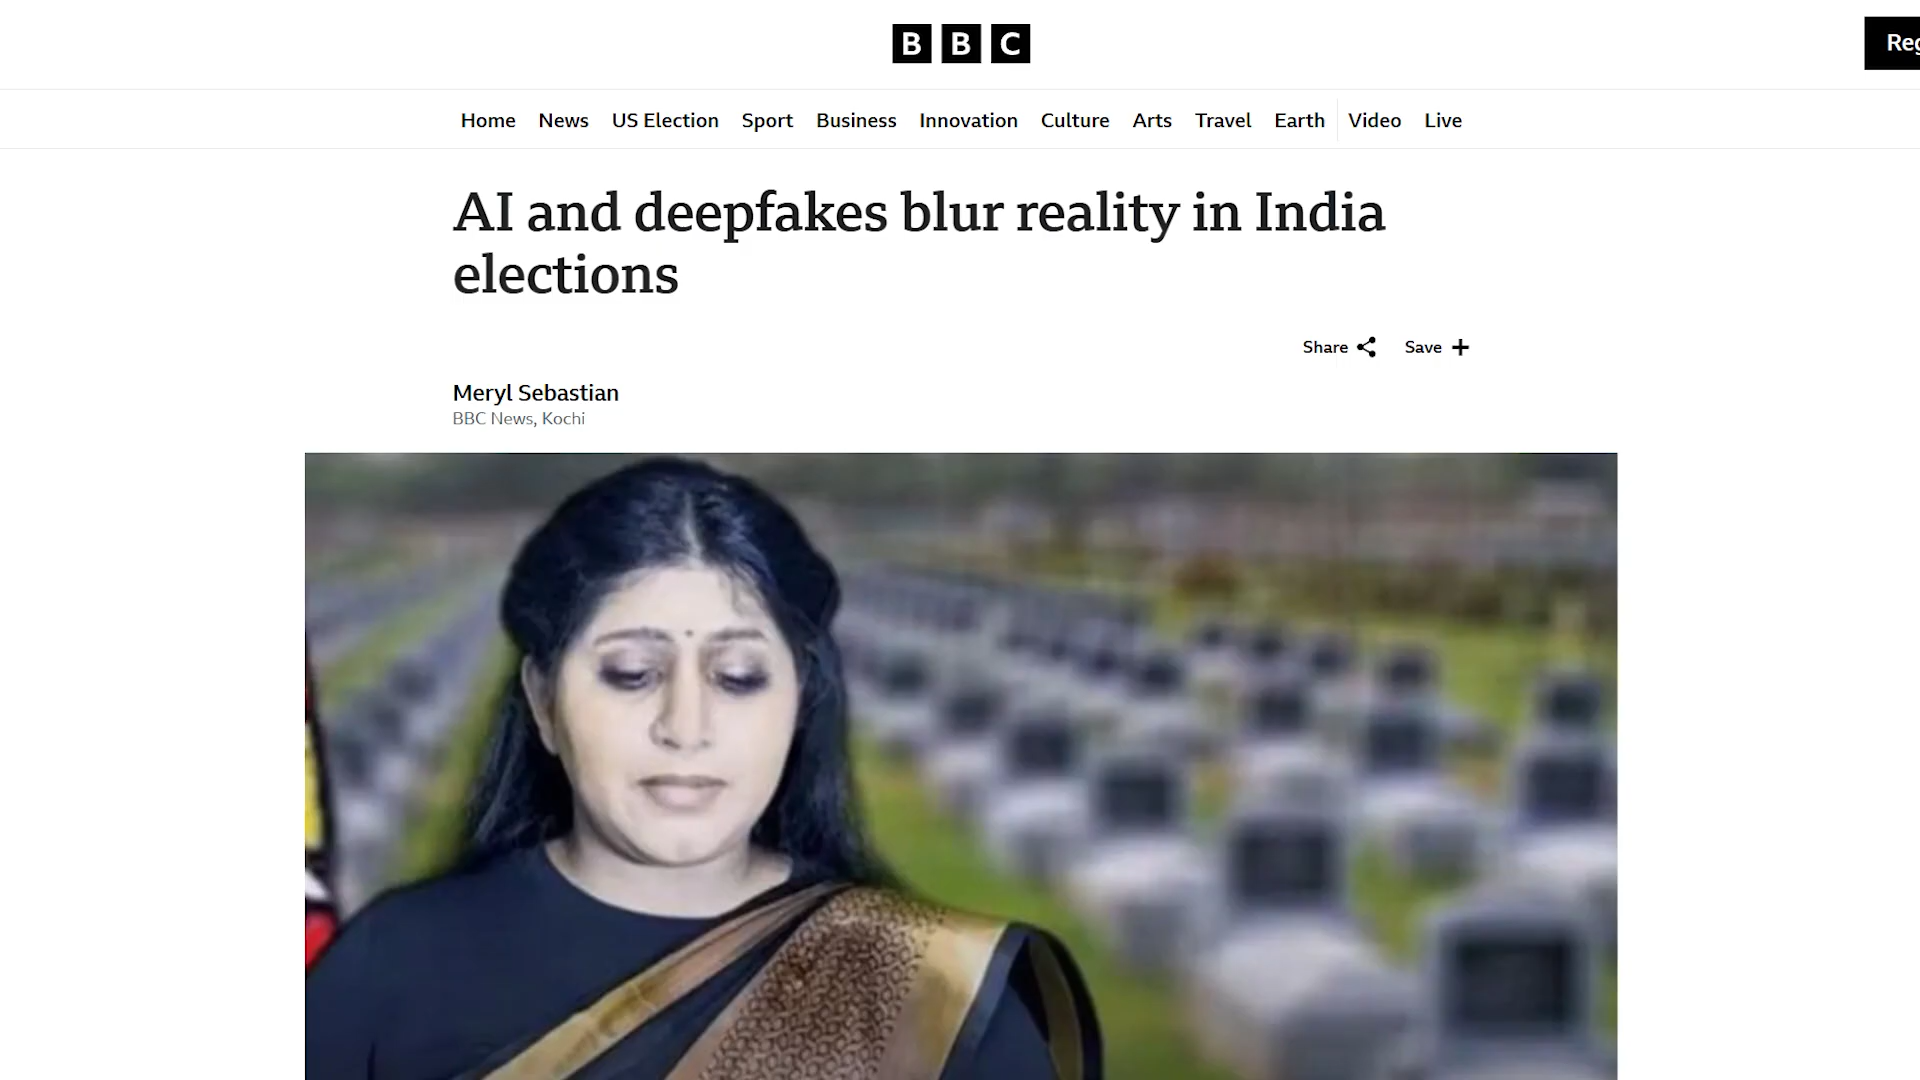 BBC
Home News US Election Sport Business Innovation Culture Arts Travel Earth Video Live
AI and deepfakes blur reality in India
elections
Share Save
Meryl Sebastian
BBC News, Kochi